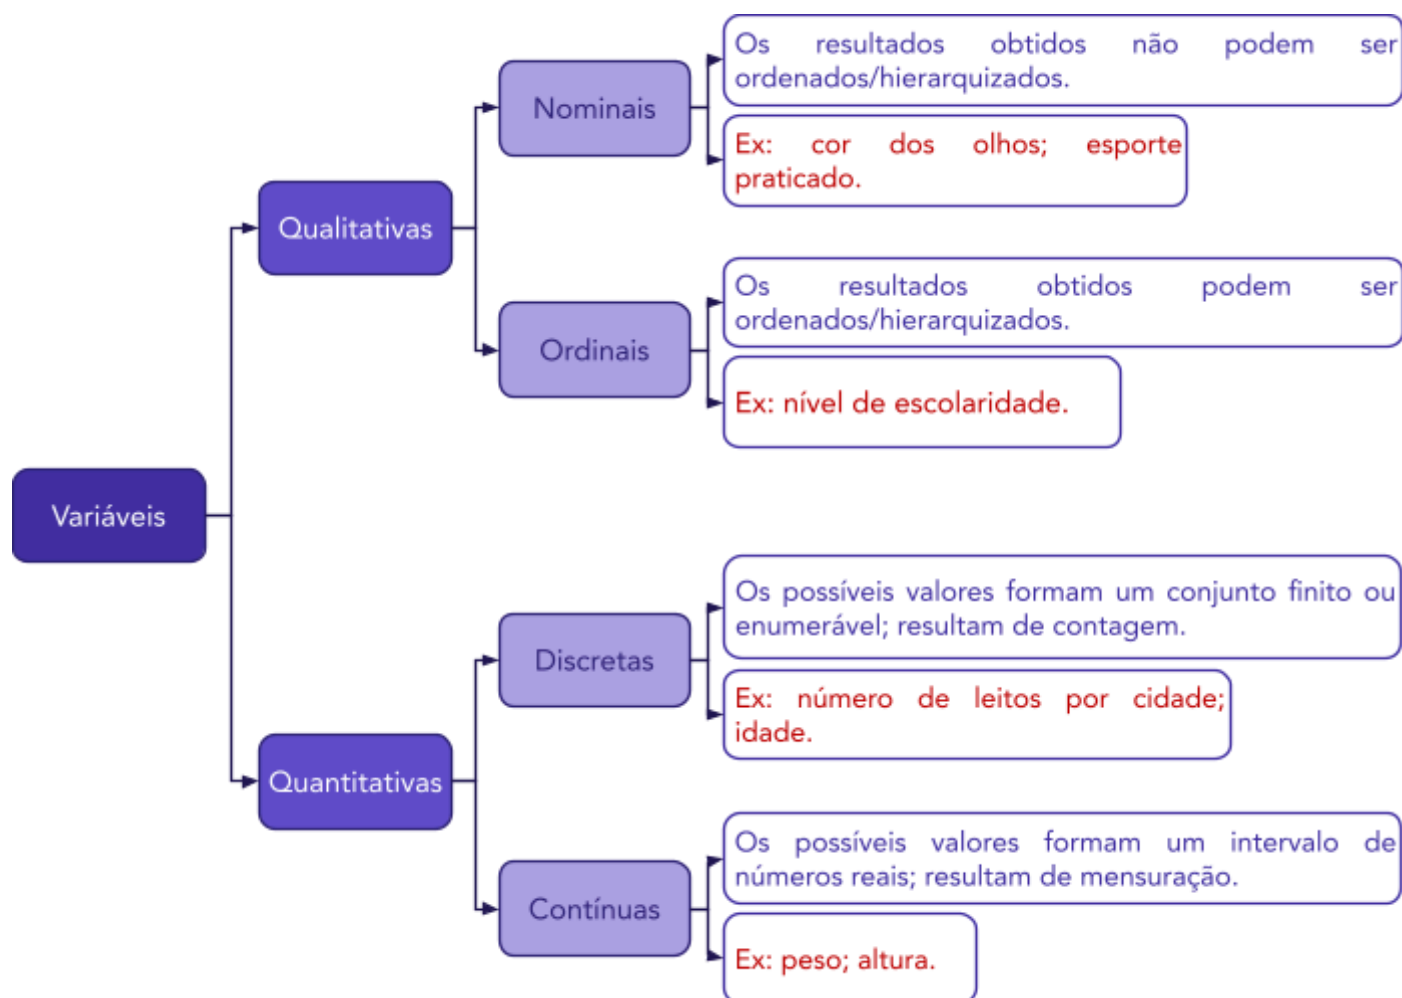 Variáveis
Qualitativas
Nominais
Os resultados obtidos não podem ser
ordenados/hierarquizados.
Ex: cor dos olhos; esporte
praticado.
Ordinais
Os resultados obtidos podem ser
ordenados/hierarquizados.
Ex: nível de escolaridade.
Quantitativas
Discretas
Os possíveis valores formam um conjunto finito ou
enumerável; resultam de contagem.
Ex: número de leitos por cidade;
idade.
Contínuas
Os possíveis valores formam um intervalo de
números reais; resultam de mensuração.
Ex: peso; altura.